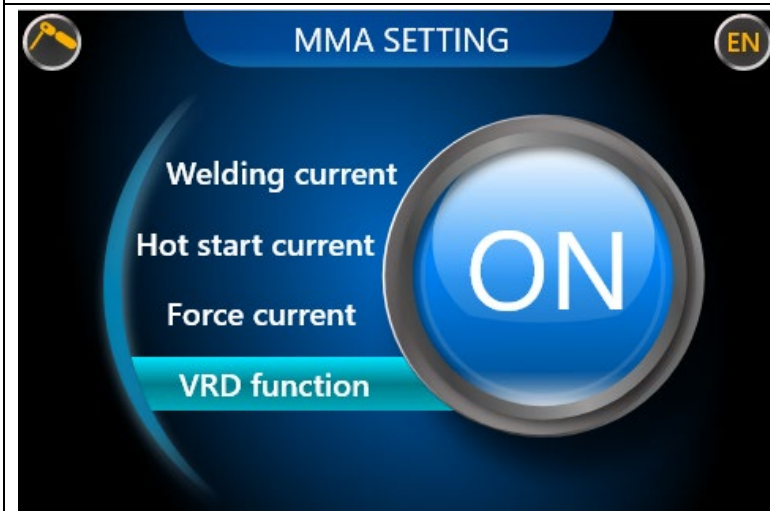 MMA SETTING
EN
Welding current
Hot start current
Force current
VRD function
ON